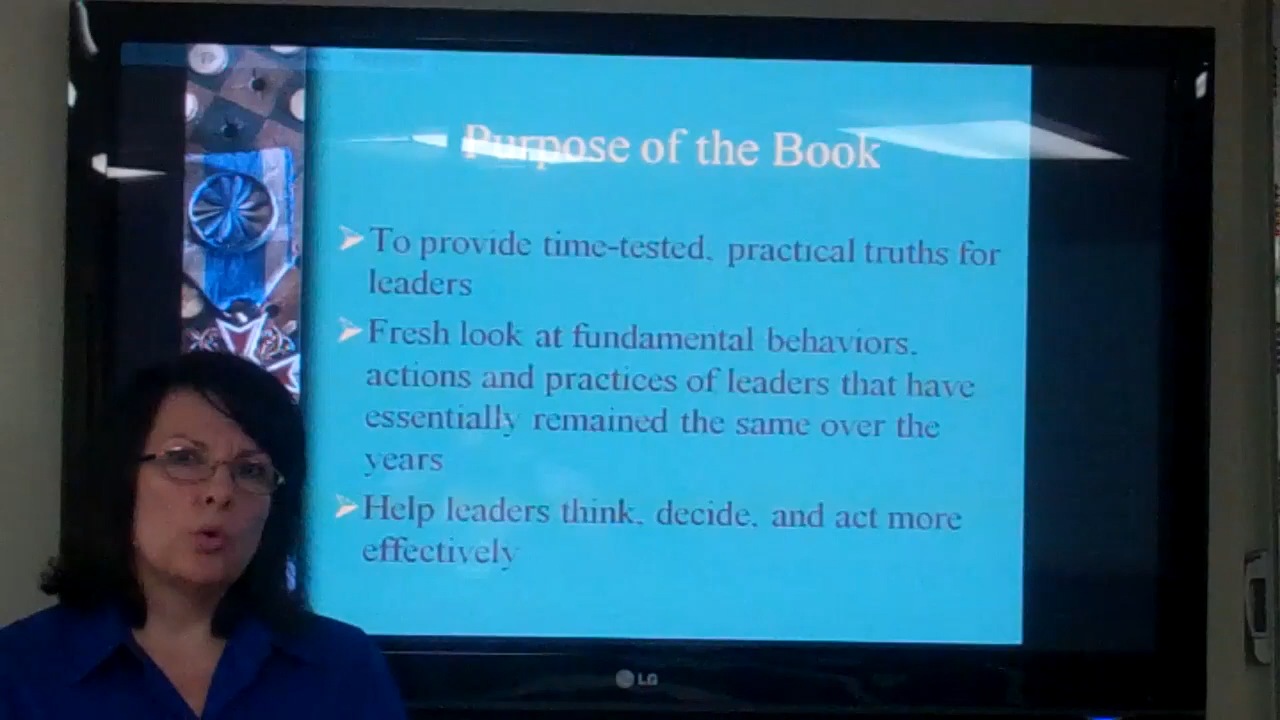 Purpose of the Book
To provide time-tested, practical truths for
leaders
Fresh look at fundamental behaviors,
actions and practices of leaders that have
essentially remained the same over the
years
Help leaders think, decide, and act more
effectively
LG